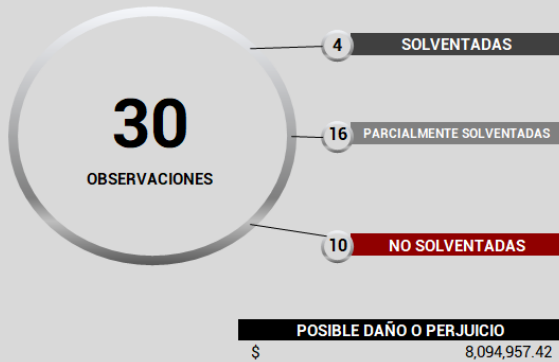 30
OBSERVACIONES
4 SOLVENTADAS
16 PARCIALMENTE SOLVENTADAS
10 NO SOLVENTADAS
POSIBLE DAÑO O PERJUICIO
$ 8,094,957.42